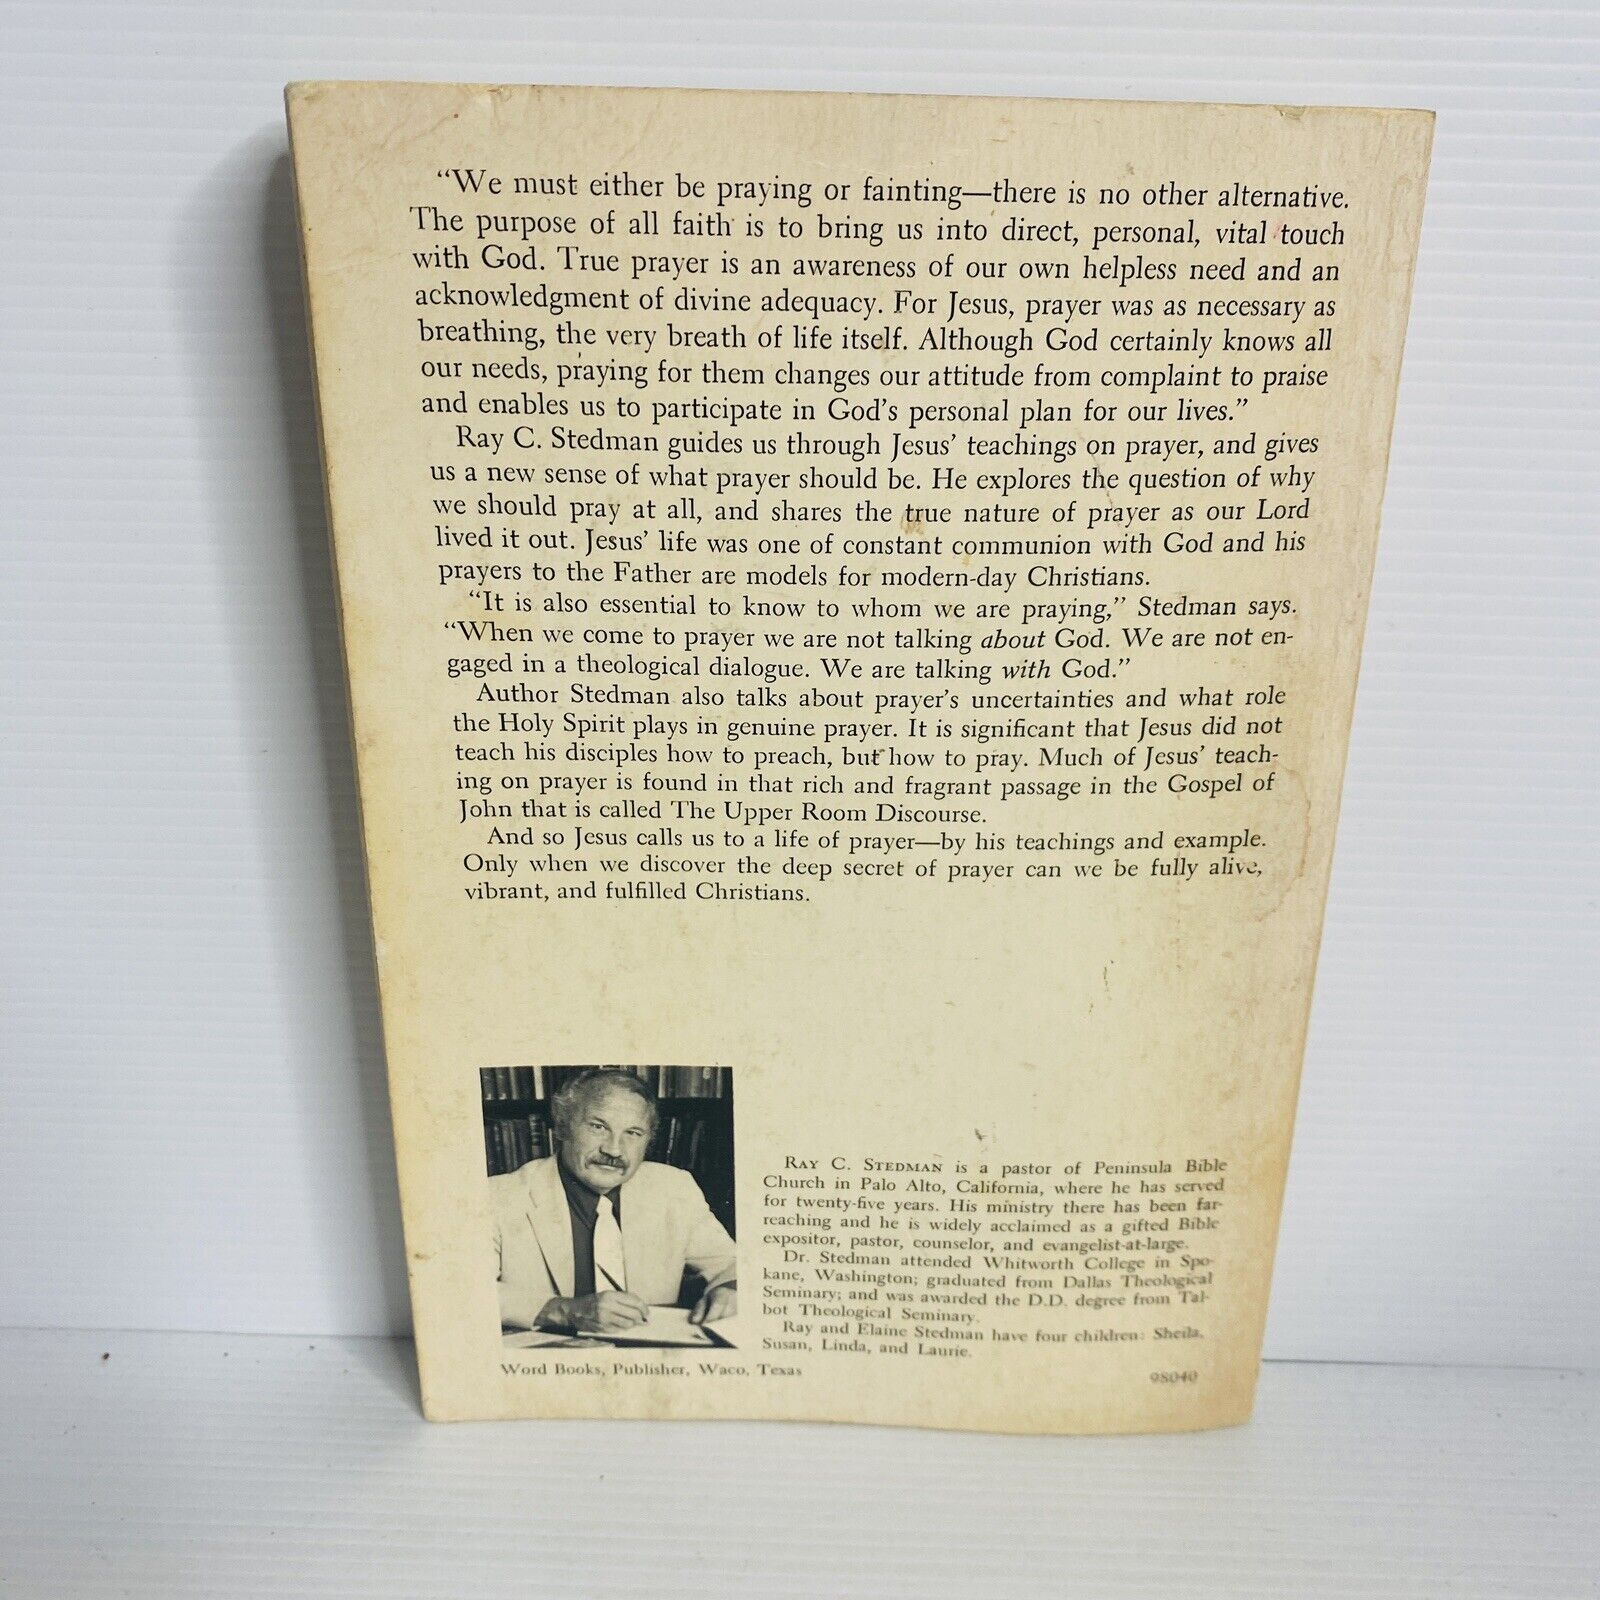 “We must either be praying or fainting—there is no other alternative.
The purpose of all faith is to bring us into direct, personal, vital touch
with God. True prayer is an awareness of our own helpless need and an
acknowledgment of divine adequacy. For Jesus, prayer was as necessary as
breathing, the very breath of life itself. Although God certainly knows all
our needs, praying for them changes our attitude from complaint to praise
and enables us to participate in God’s personal plan for our lives.”
Ray C. Stedman guides us through Jesus’ teachings on prayer, and gives
us a new sense of what prayer should be. He explores the question of why
we should pray at all, and shares the true nature of prayer as our Lord
lived it out. Jesus’ life was one of constant communion with God and his
prayers to the Father are models for modern-day Christians.
“It is also essential to know to whom we are praying,” Stedman says.
“When we come to prayer we are not talking about God. We are not en-
gaged in a theological dialogue. We are talking with God.”
Author Stedman also talks about prayer’s uncertainties and what role
the Holy Spirit plays in genuine prayer. It is significant that Jesus did not
teach his disciples how to preach, but how to pray. Much of Jesus’ teach-
ing on prayer is found in that rich and fragrant passage in the Gospel of
John that is called The Upper Room Discourse.
And so Jesus calls us to a life of prayer—by his teachings and example.
Only when we discover the deep secret of prayer can we be fully alive,
vibrant, and fulfilled Christians.
RAY C. STEDMAN is a pastor of Peninsula Bible
Church in Palo Alto, California, where he has served
for twenty-five years. His ministry there has been far-
reaching and he is widely acclaimed as a gifted Bible
expositor, pastor, counselor, and evangelist-at-large.
Dr. Stedman attended Whitworth College in Spo-
kane, Washington; graduated from Dallas Theological
Seminary; and was awarded the D.D. degree from Tal-
bot Theological Seminary.
Ray and Elaine Stedman have four children: Sheila,
Susan, Linda, and Laurie.
Word Books, Publisher, Waco, Texas
98040